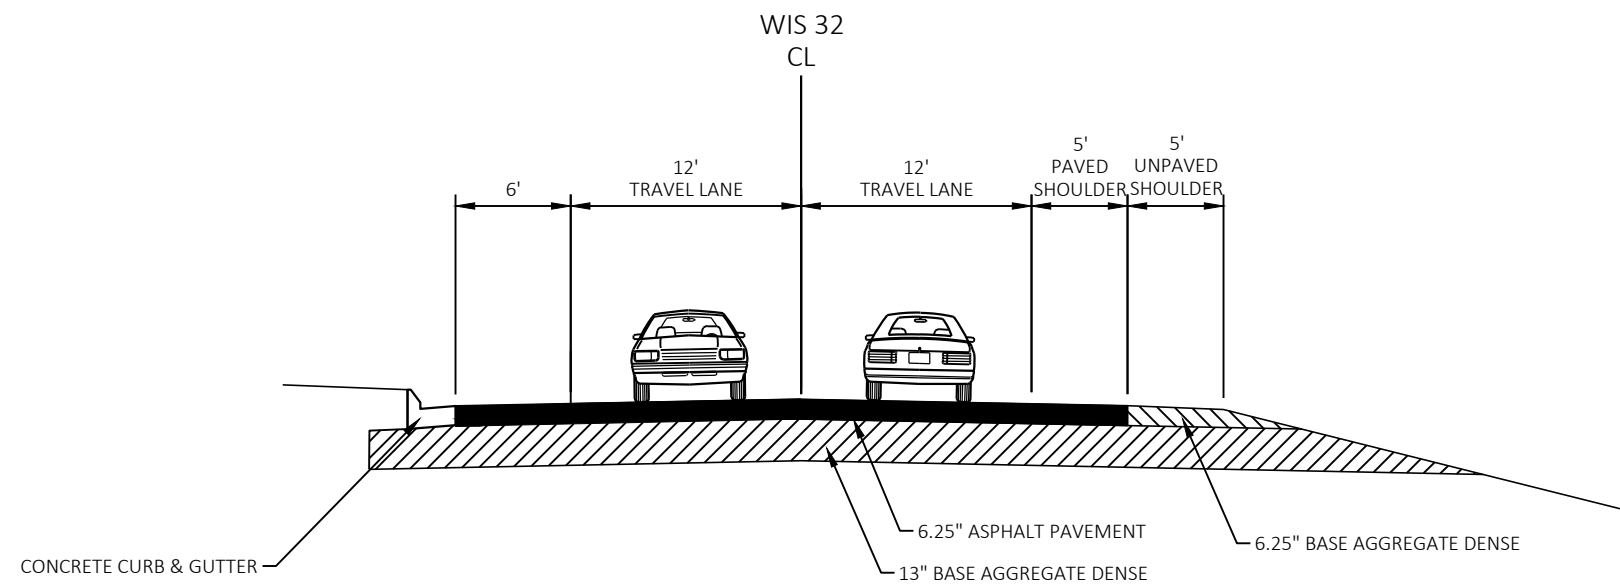 WIS 32
CL
6'
12'
TRAVEL LANE
12'
TRAVEL LANE
5'
PAVED
SHOULDER
5'
UNPAVED
SHOULDER
6.25" ASPHALT PAVEMENT
6.25" BASE AGGREGATE DENSE
CONCRETE CURB & GUTTER
13" BASE AGGREGATE DENSE